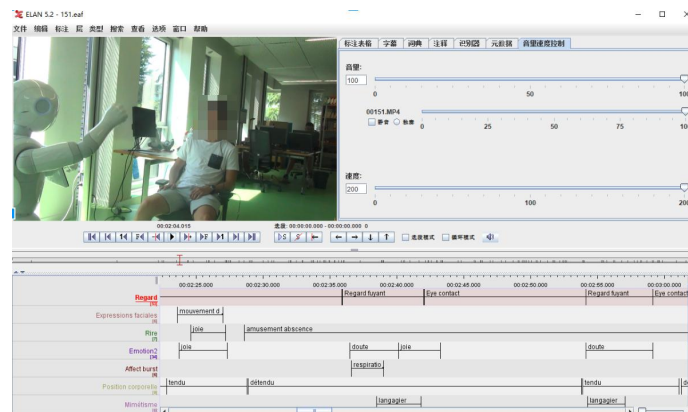 ELAN 5.2 - 151.eaf
文件 编辑 标注 层 类型 搜索 查看 选项 窗口 帮助
标注表格 字幕 词典 注释 识别器 元数据 音量速度控制
音量:
100
0 50 100
00151.MP4
静音 独奏
0 25 50 75 10
速度:
200
0 100 200
00:02:04.015
选段: 00:00:00.000 - 00:00:00.000 0
选段模式 循环模式
00:02:25.000 00:02:30.000 00:02:35.000 00:02:40.000 00:02:45.000 00:02:50.000 00:02:55.000 00:03:00.000
Regard
Regard fuyant Eye contact Regard fuyant Eye contact
Expressions faciales
mouvement d
Rire
joie amusement abscence
Emotion2
joie doute joie doute
Affect burst
respiratio
Position corporelle
tendu détendu tendu d
Mimétisme
langagier langagier